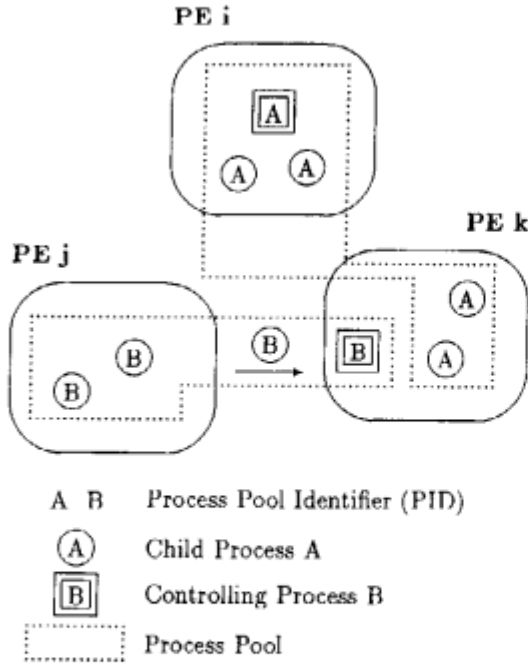 PE i
A
A A
PE k
PE j
A
B
B
B
A
B
A B Process Pool Identifier (PID)
A Child Process A
B Controlling Process B
Process Pool